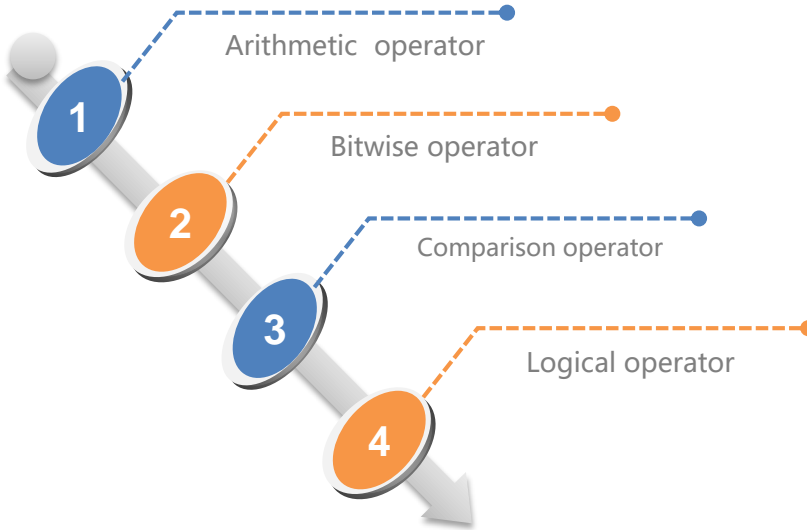 1
Arithmetic  operator
2
Bitwise operator
3
Comparison operator
4
Logical operator